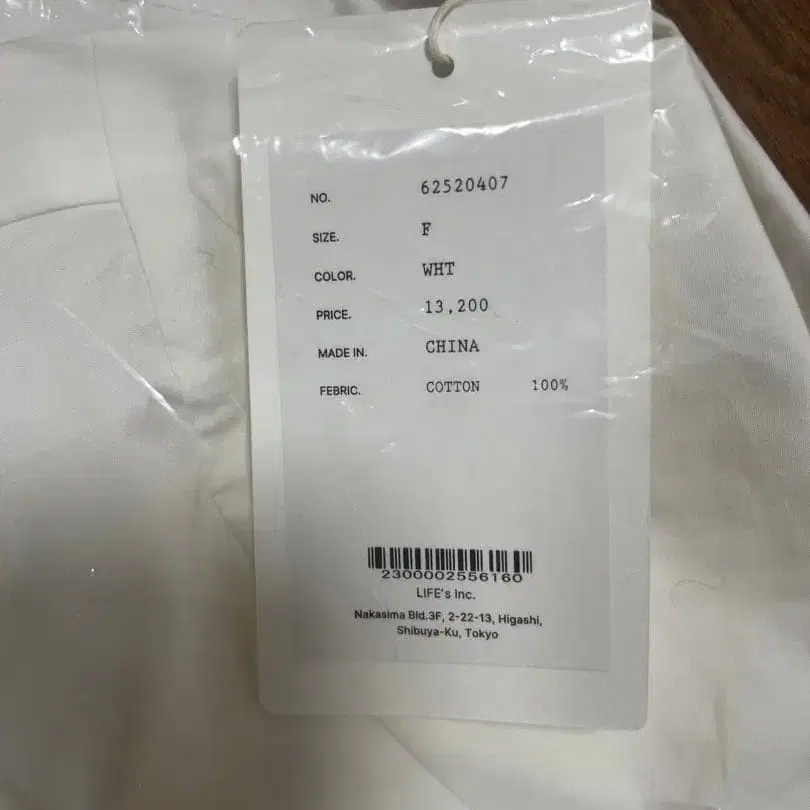 NO. 62520407
SIZE. F
COLOR. WHT
PRICE. 13,200
MADE IN. CHINA
FEBRIC. COTTON 100%
2300002556160
LIFE's Inc.
Nakasima Bld.3F, 2-22-13, Higashi,
Shibuya-Ku, Tokyo